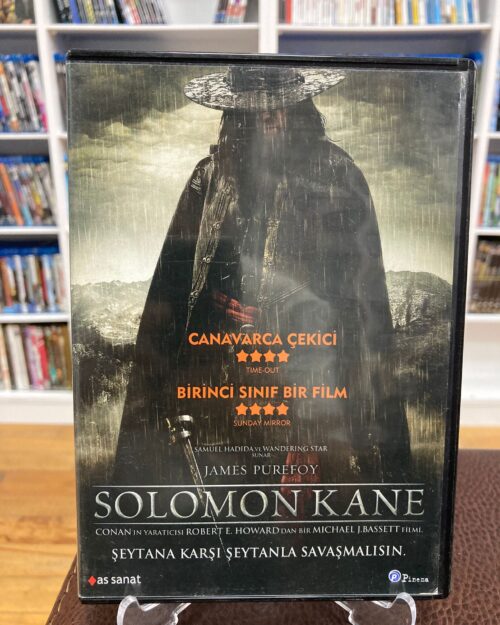 CANAVARCA ÇEKİCİ
TIME-OUT
BİRİNCİ SINIF BİR FİLM
SUNDAY MIRROR
SAMUEL HADIDA VE WANDERING STAR
SUNAR
JAMES PUREFOY
SOLOMON KANE
CONAN'IN YARATICISI ROBERT E. HOWARD'DAN BİR MICHAEL J.BASSETT FİLMİ.
ŞEYTANA KARŞI ŞEYTANLA SAVAŞMALISIN.
as sanat
Pinema